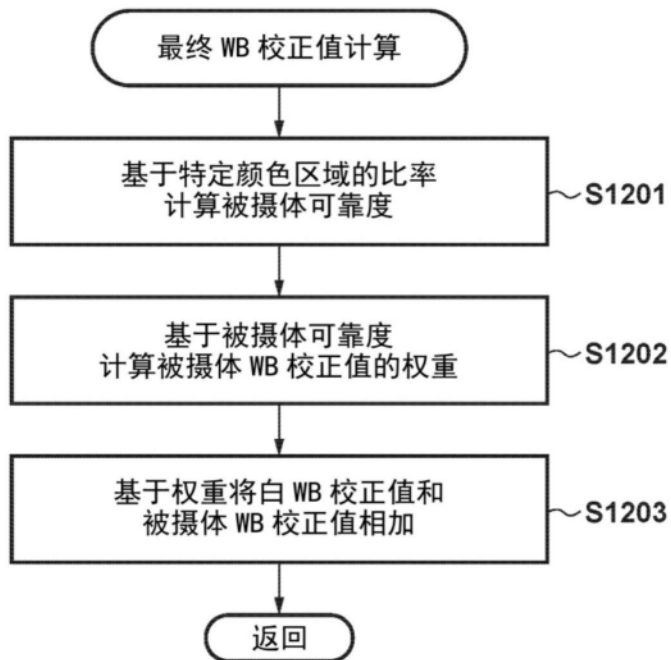 最终 WB 校正值计算
基于特定颜色区域的比率
计算被摄体可靠度
S1201
基于被摄体可靠度
计算被摄体 WB 校正值的权重
S1202
基于权重将白 WB 校正值和
被摄体 WB 校正值相加
S1203
返回